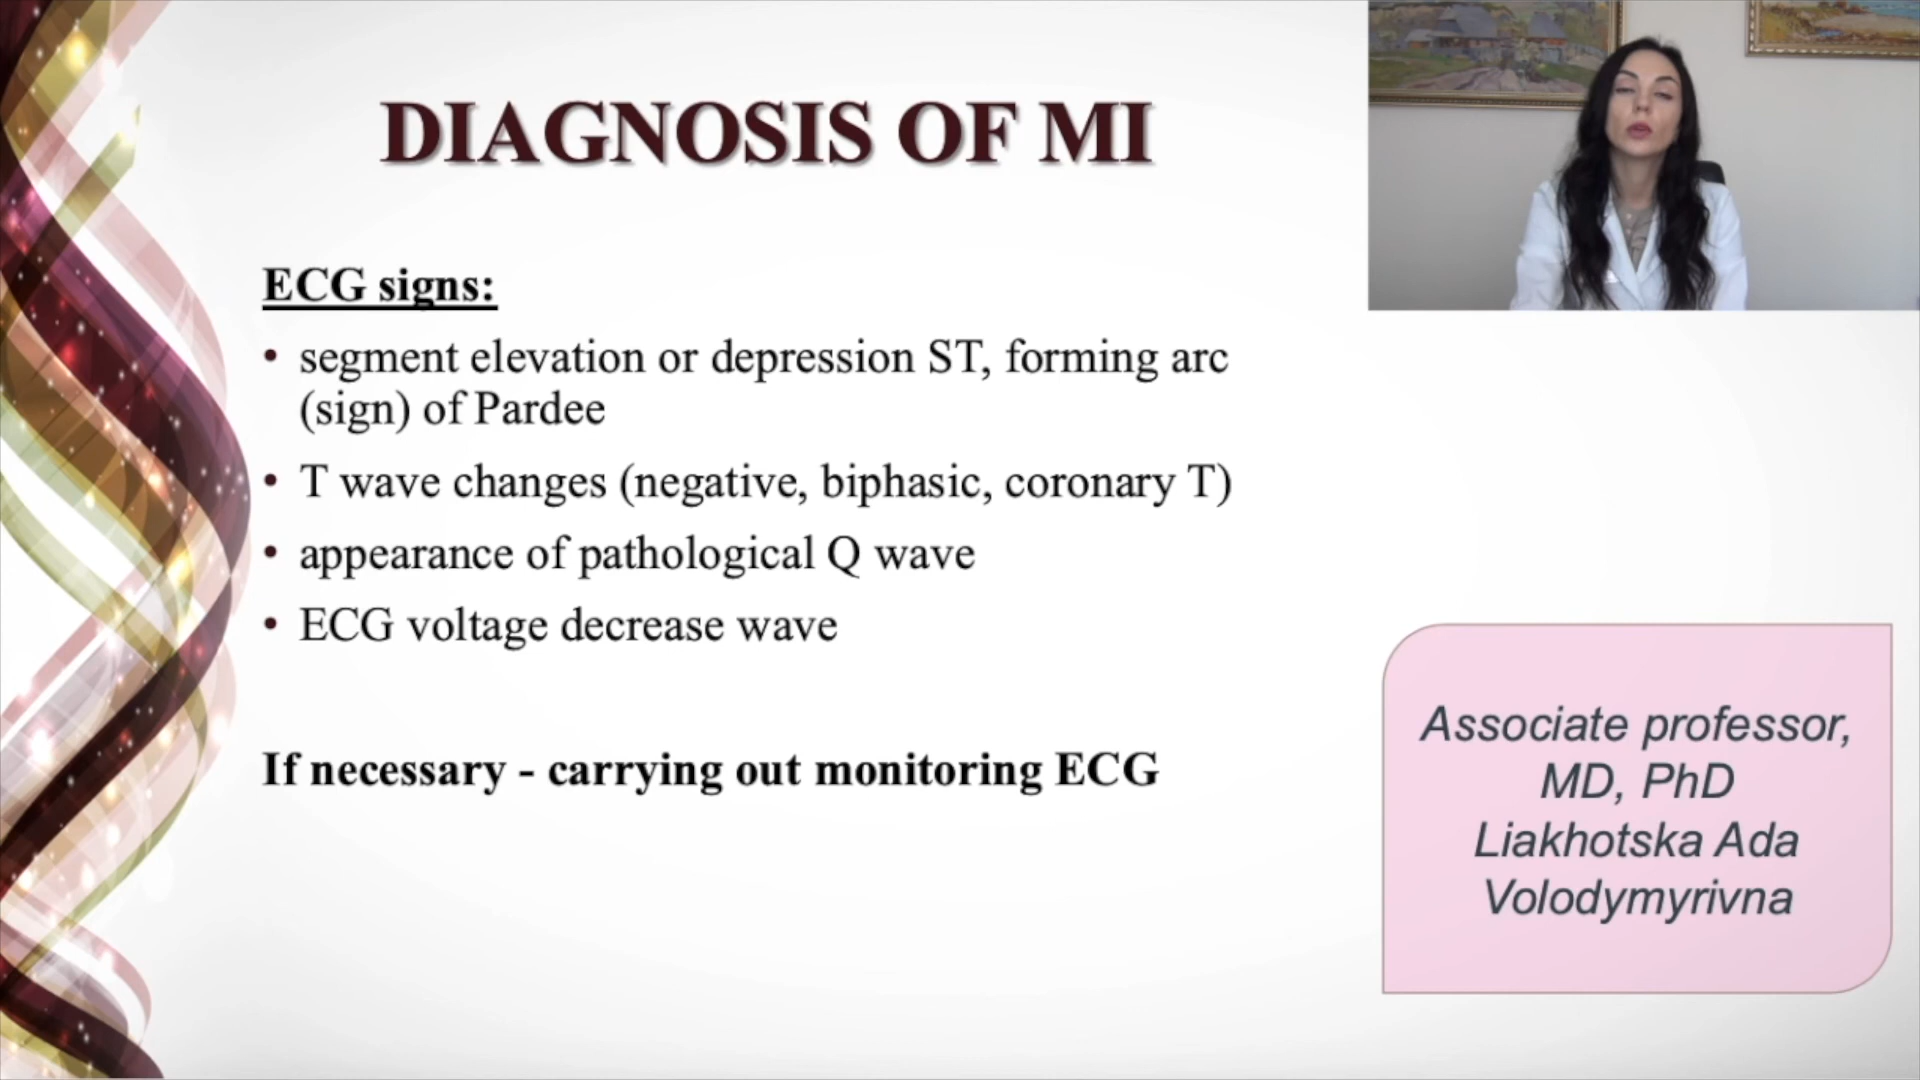 DIAGNOSIS OF MI
ECG signs:
• segment elevation or depression ST, forming arc
(sign) of Pardee
• T wave changes (negative, biphasic, coronary T)
• appearance of pathological Q wave
• ECG voltage decrease wave
If necessary - carrying out monitoring ECG
Associate professor,
MD, PhD
Liakhotska Ada
Volodymyrivna